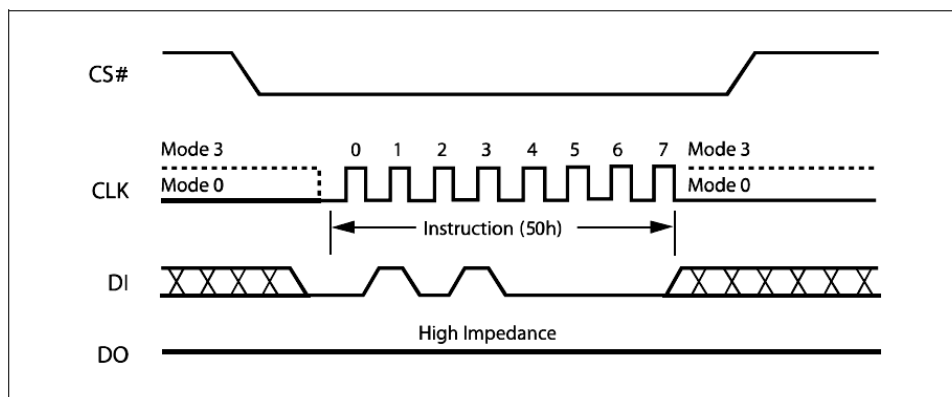 CS#
Mode 3
0 1 2 3 4 5 6 7
Mode 3
CLK
Mode 0
Mode 0
Instruction (50h)
DI
High Impedance
DO